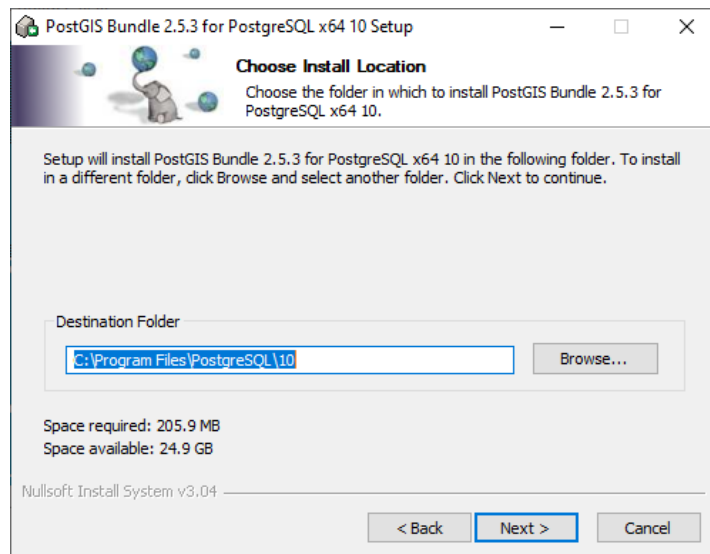 PostGIS Bundle 2.5.3 for PostgreSQL x64 10 Setup
Choose Install Location
Choose the folder in which to install PostGIS Bundle 2.5.3 for
PostgreSQL x64 10.
Setup will install PostGIS Bundle 2.5.3 for PostgreSQL x64 10 in the following folder. To install
in a different folder, click Browse and select another folder. Click Next to continue.
Destination Folder
C:\Program Files\PostgreSQL\10
Browse...
Space required: 205.9 MB
Space available: 24.9 GB
Nullsoft Install System v3.04
< Back
Next >
Cancel